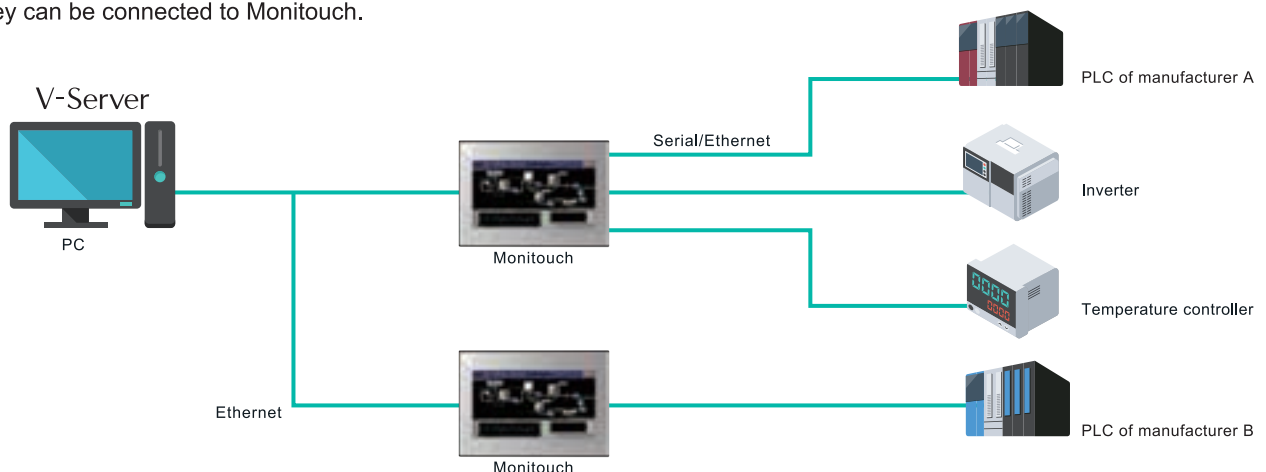 ey can be connected to Monitouch.
V-Server
PC
Monitouch
Serial/Ethernet
PLC of manufacturer A
Inverter
Temperature controller
Ethernet
Monitouch
PLC of manufacturer B